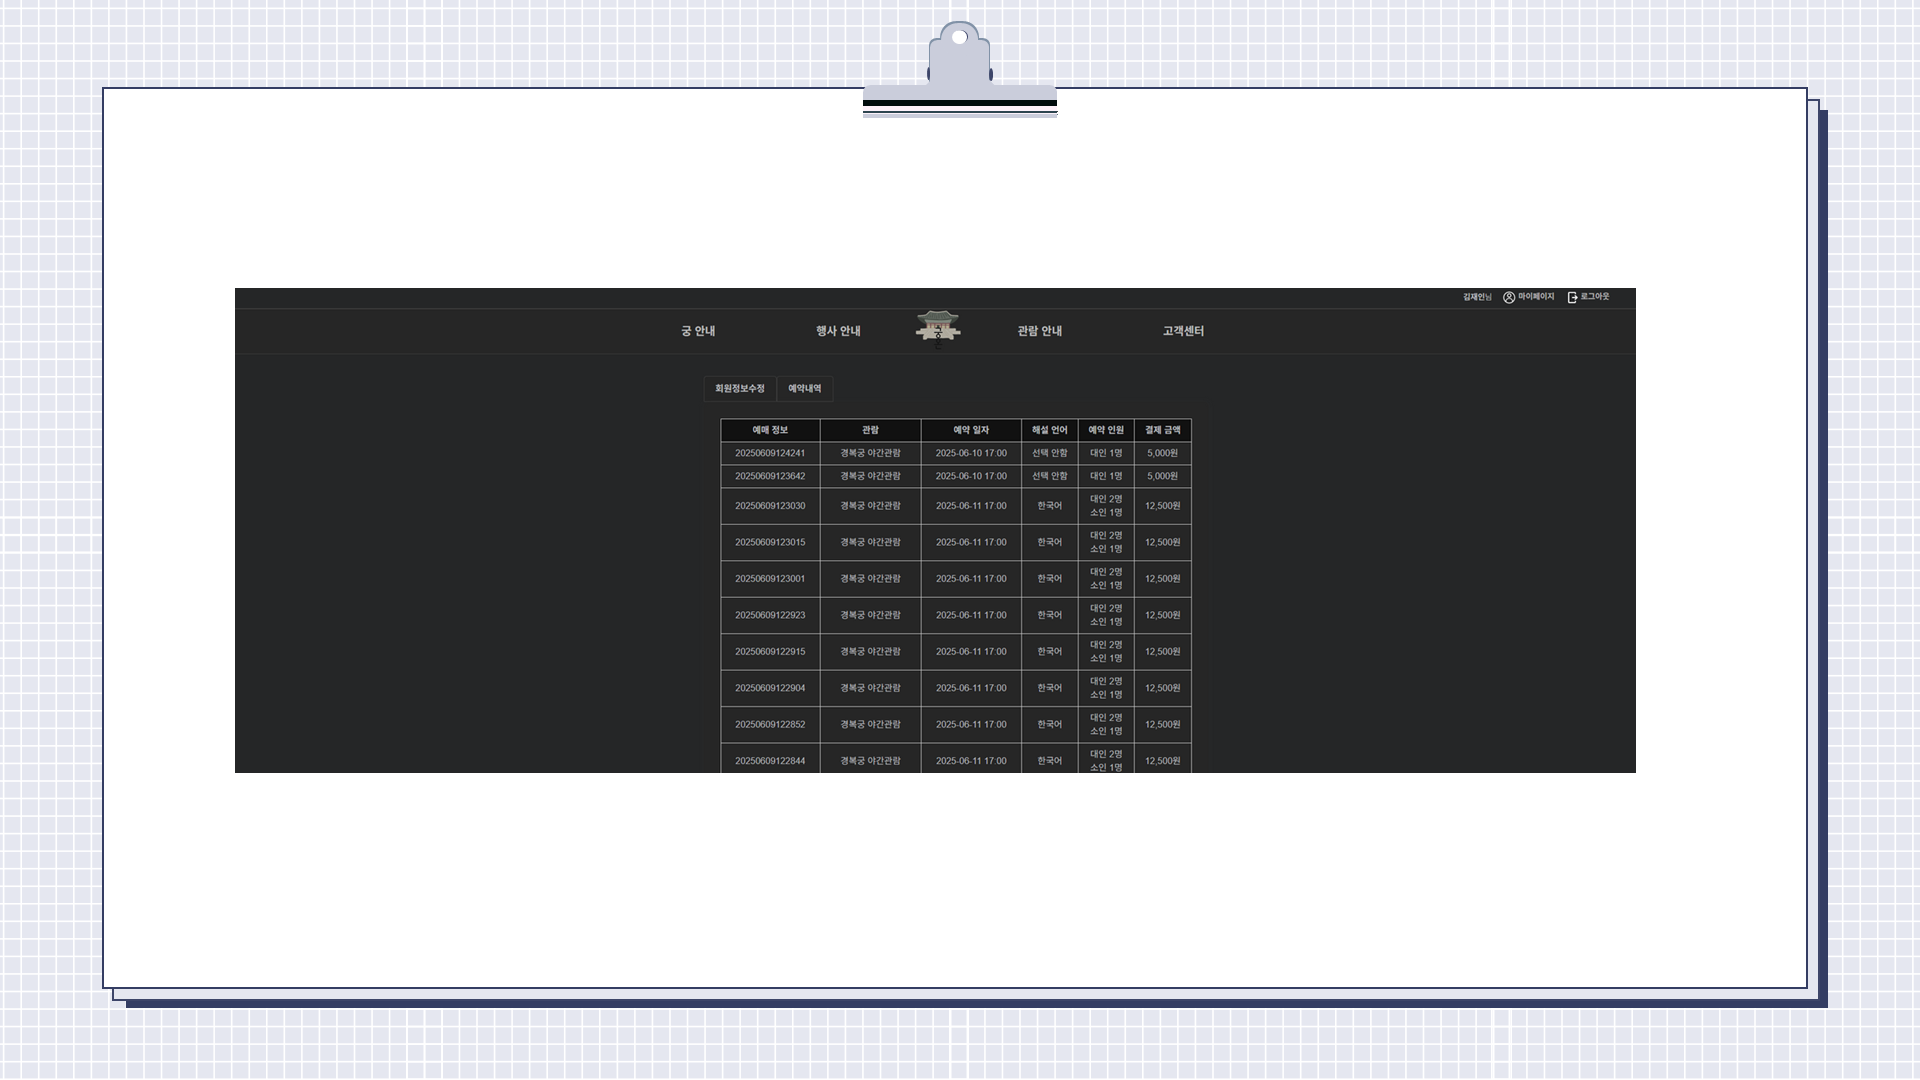 김재인님 마이페이지 로그아웃
궁 안내 행사 안내 관람 안내 고객센터
회원정보수정 예약내역
예매 정보 관람 예약 일자 해설 언어 예약 인원 결제 금액
20250609124241 경복궁 야간관람 2025-06-10 17:00 선택 안함 대인 1명 5,000원
20250609123642 경복궁 야간관람 2025-06-10 17:00 선택 안함 대인 1명 5,000원
20250609123030 경복궁 야간관람 2025-06-11 17:00 한국어 대인 2명 12,500원
소인 1명
20250609123015 경복궁 야간관람 2025-06-11 17:00 한국어 대인 2명 12,500원
소인 1명
20250609123001 경복궁 야간관람 2025-06-11 17:00 한국어 대인 2명 12,500원
소인 1명
20250609122923 경복궁 야간관람 2025-06-11 17:00 한국어 대인 2명 12,500원
소인 1명
20250609122915 경복궁 야간관람 2025-06-11 17:00 한국어 대인 2명 12,500원
소인 1명
20250609122904 경복궁 야간관람 2025-06-11 17:00 한국어 대인 2명 12,500원
소인 1명
20250609122852 경복궁 야간관람 2025-06-11 17:00 한국어 대인 2명 12,500원
소인 1명
20250609122844 경복궁 야간관람 2025-06-11 17:00 한국어 대인 2명 12,500원
소인 1명